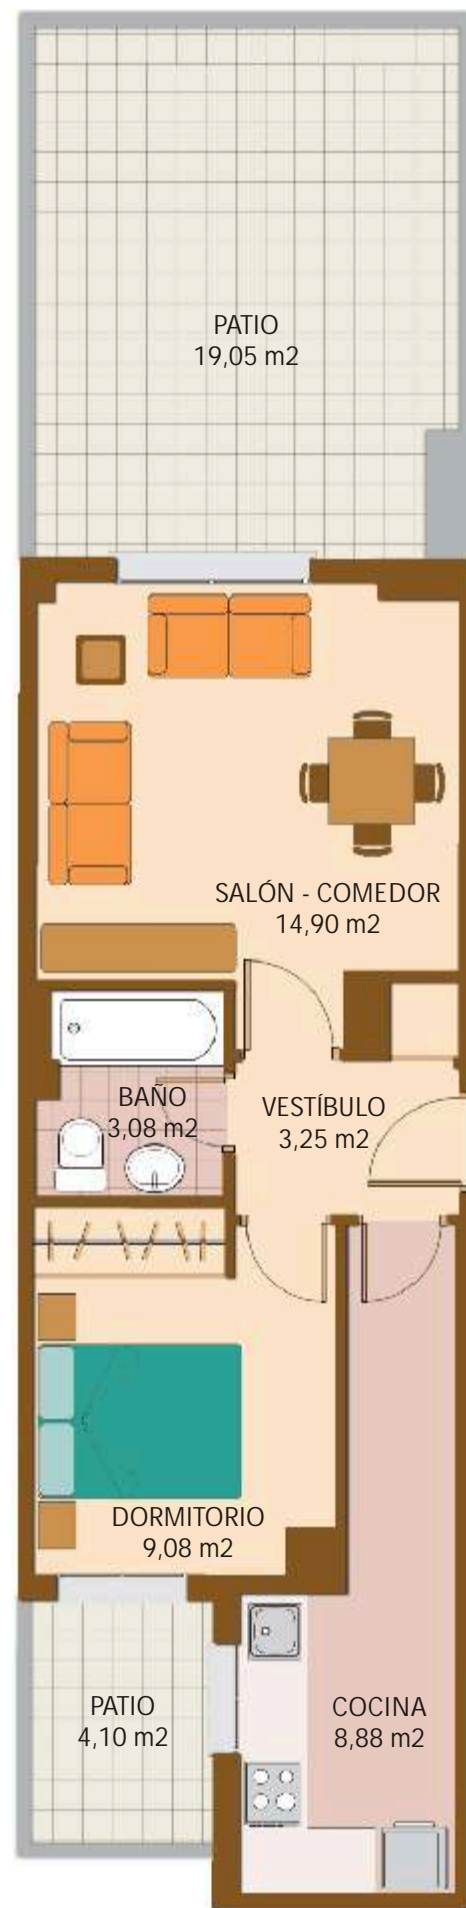 PATIO
19,05 m2
SALÓN - COMEDOR
14,90 m2
BAÑO
3,08 m2
VESTÍBULO
3,25 m2
DORMITORIO
9,08 m2
PATIO
4,10 m2
COCINA
8,88 m2